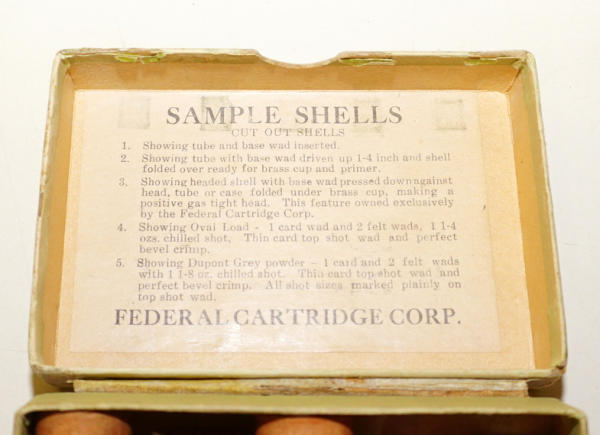 SAMPLE SHELLS
CUT OUT SHELLS
1. Showing tube and base wad inserted.
2. Showing tube with base wad driven up 1-4 inch and shell
folded over ready for brass cup and primer.
3. Showing headed shell with base wad pressed down against
head, tube or case folded under brass cup, making a
positive gas tight head. This feature owned exclusively
by the Federal Cartridge Corp.
4. Showing Oval Load - 1 card wad and 2 felt wads, 1 1-4
ozs. chilled shot, Thin card top shot wad and perfect
bevel crimp.
5. Showing Dupont Grey powder - 1 card and 2 felt wads
with 1 1-8 oz. chilled shot. Thin card top shot wad and
perfect bevel crimp. All shot sizes marked plainly on
top shot wad.
FEDERAL CARTRIDGE CORP.